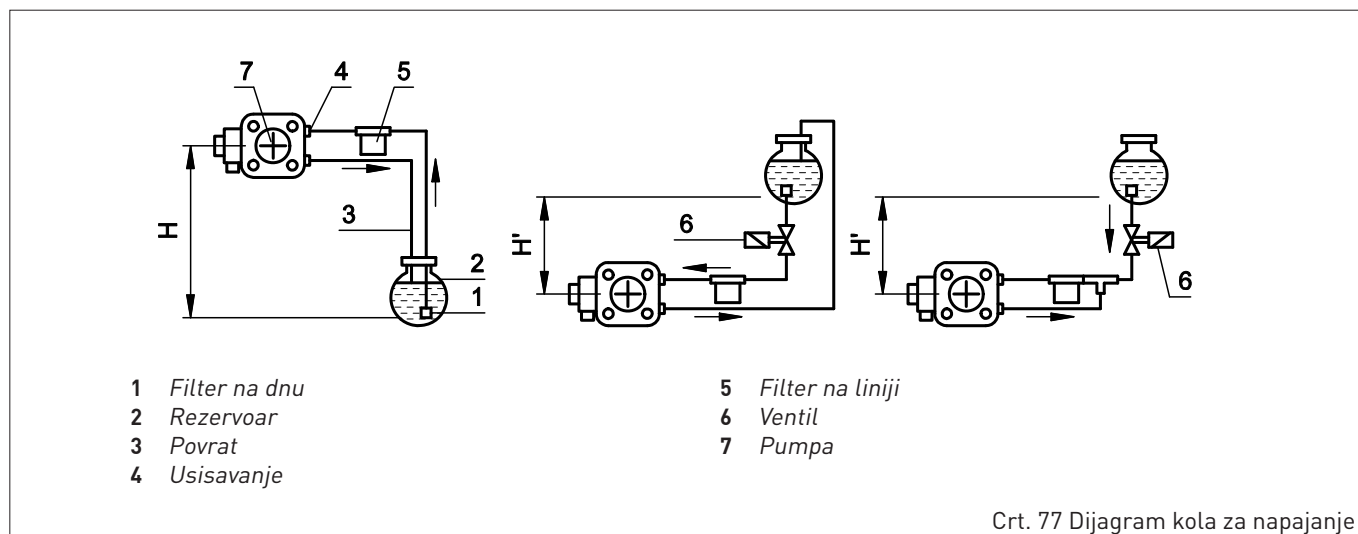 7 4 5
H
3
2
1
6
H'
H'
6
1 Filter na dnu
2 Rezervoar
3 Povrat
4 Usisavanje
5 Filter na liniji
6 Ventil
7 Pumpa
Crt. 77 Dijagram kola za napajanje